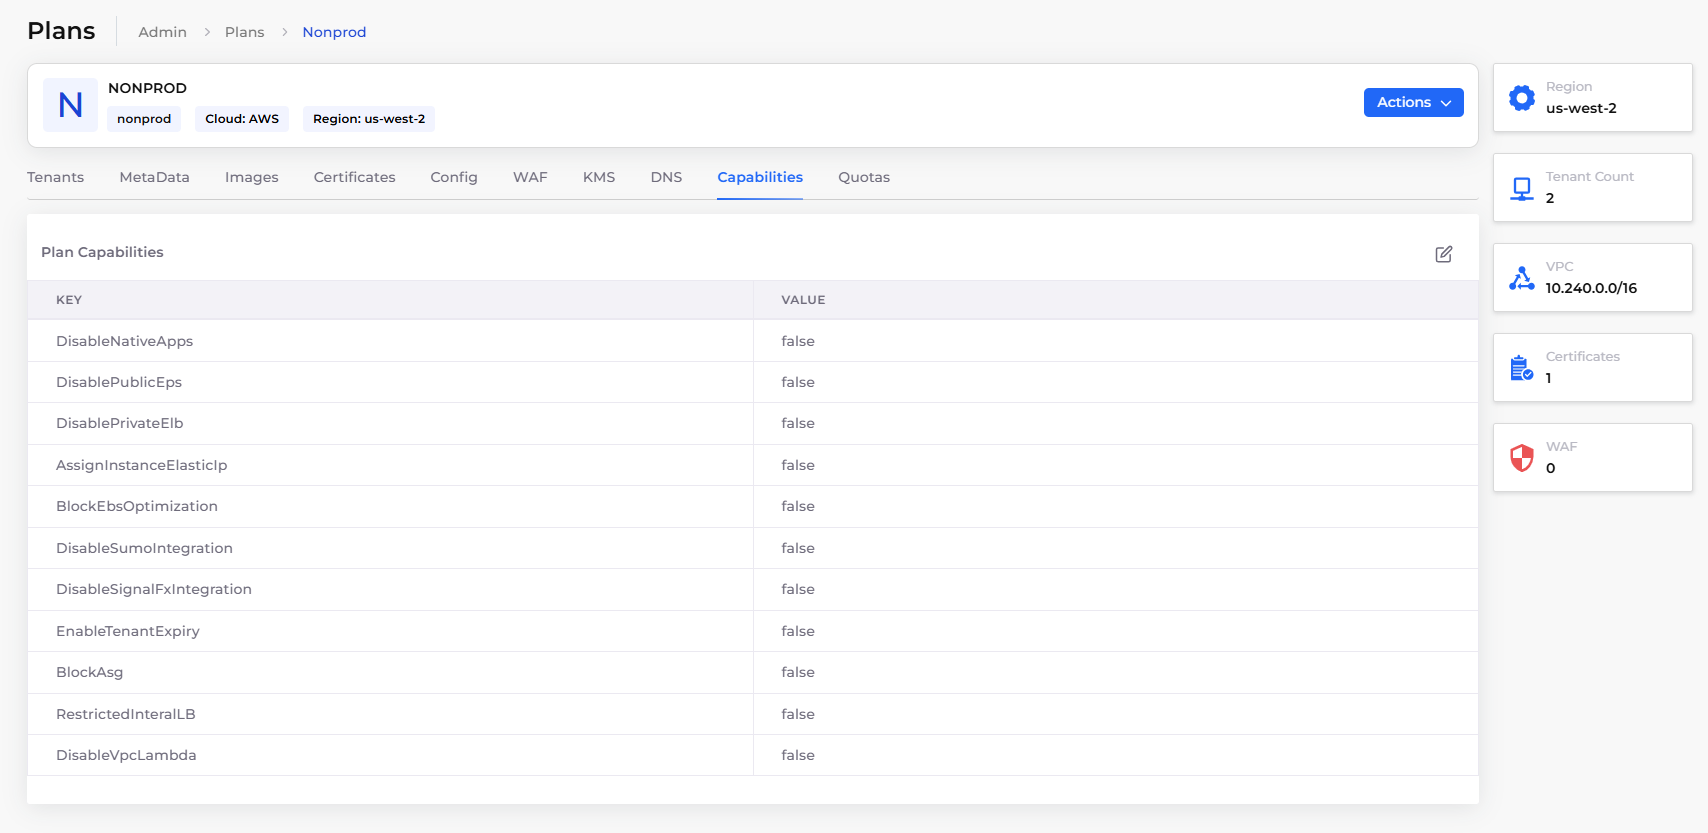 Plans
Admin > Plans > Nonprod
N
NONPROD
nonprod Cloud: AWS Region: us-west-2
Actions
Tenants MetaData Images Certificates Config WAF KMS DNS Capabilities Quotas
Plan Capabilities
KEY VALUE
DisableNativeApps false
DisablePublicEps false
DisablePrivateElb false
AssignInstanceElasticIp false
BlockEbsOptimization false
DisableSumoIntegration false
DisableSignalFxIntegration false
EnableTenantExpiry false
BlockAsg false
RestrictedInteralLB false
DisableVpcLambda false
Region
us-west-2
Tenant Count
2
VPC
10.240.0.0/16
Certificates
1
WAF
0